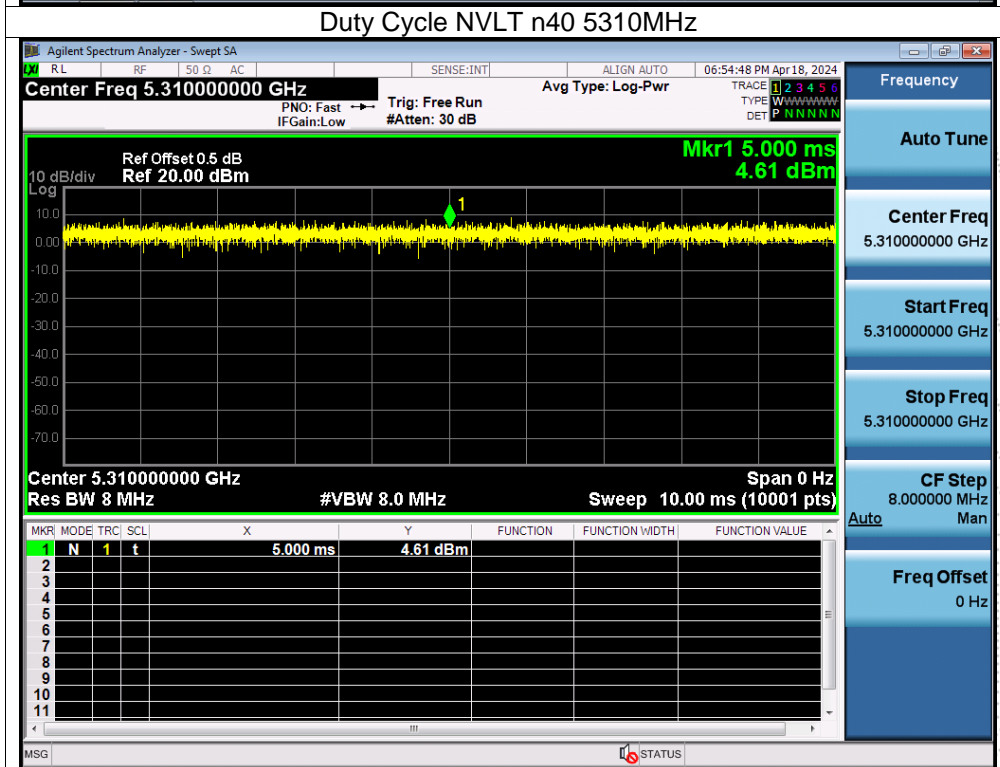 Duty Cycle NVLT n40 5310MHz
Agilent Spectrum Analyzer - Swept SA
LXI RL RF 50 Ω AC SENSE:INT ALIGN AUTO 06:54:48 PM Apr 18, 2024
Center Freq 5.310000000 GHz
PNO: Fast
IFGain:Low
Trig: Free Run
#Atten: 30 dB
Avg Type: Log-Pwr
TRACE 1 2 3 4 5 6
TYPE WWWWWW
DET P NNNNN
Frequency
Auto Tune
Center Freq
5.310000000 GHz
Start Freq
5.310000000 GHz
Stop Freq
5.310000000 GHz
CF Step
8.000000 MHz
Auto Man
Freq Offset
0 Hz
Mkr1 5.000 ms
4.61 dBm
Ref Offset 0.5 dB
10 dB/div Ref 20.00 dBm
Log
1
10.0
0.00
-10.0
-20.0
-30.0
-40.0
-50.0
-60.0
-70.0
Center 5.310000000 GHz Span 0 Hz
Res BW 8 MHz #VBW 8.0 MHz Sweep 10.00 ms (10001 pts)
MKR MODE TRC SCL X Y FUNCTION FUNCTION WIDTH FUNCTION VALUE
1 N 1 t 5.000 ms 4.61 dBm
2
3
4
5
6
7
8
9
10
11
MSG STATUS